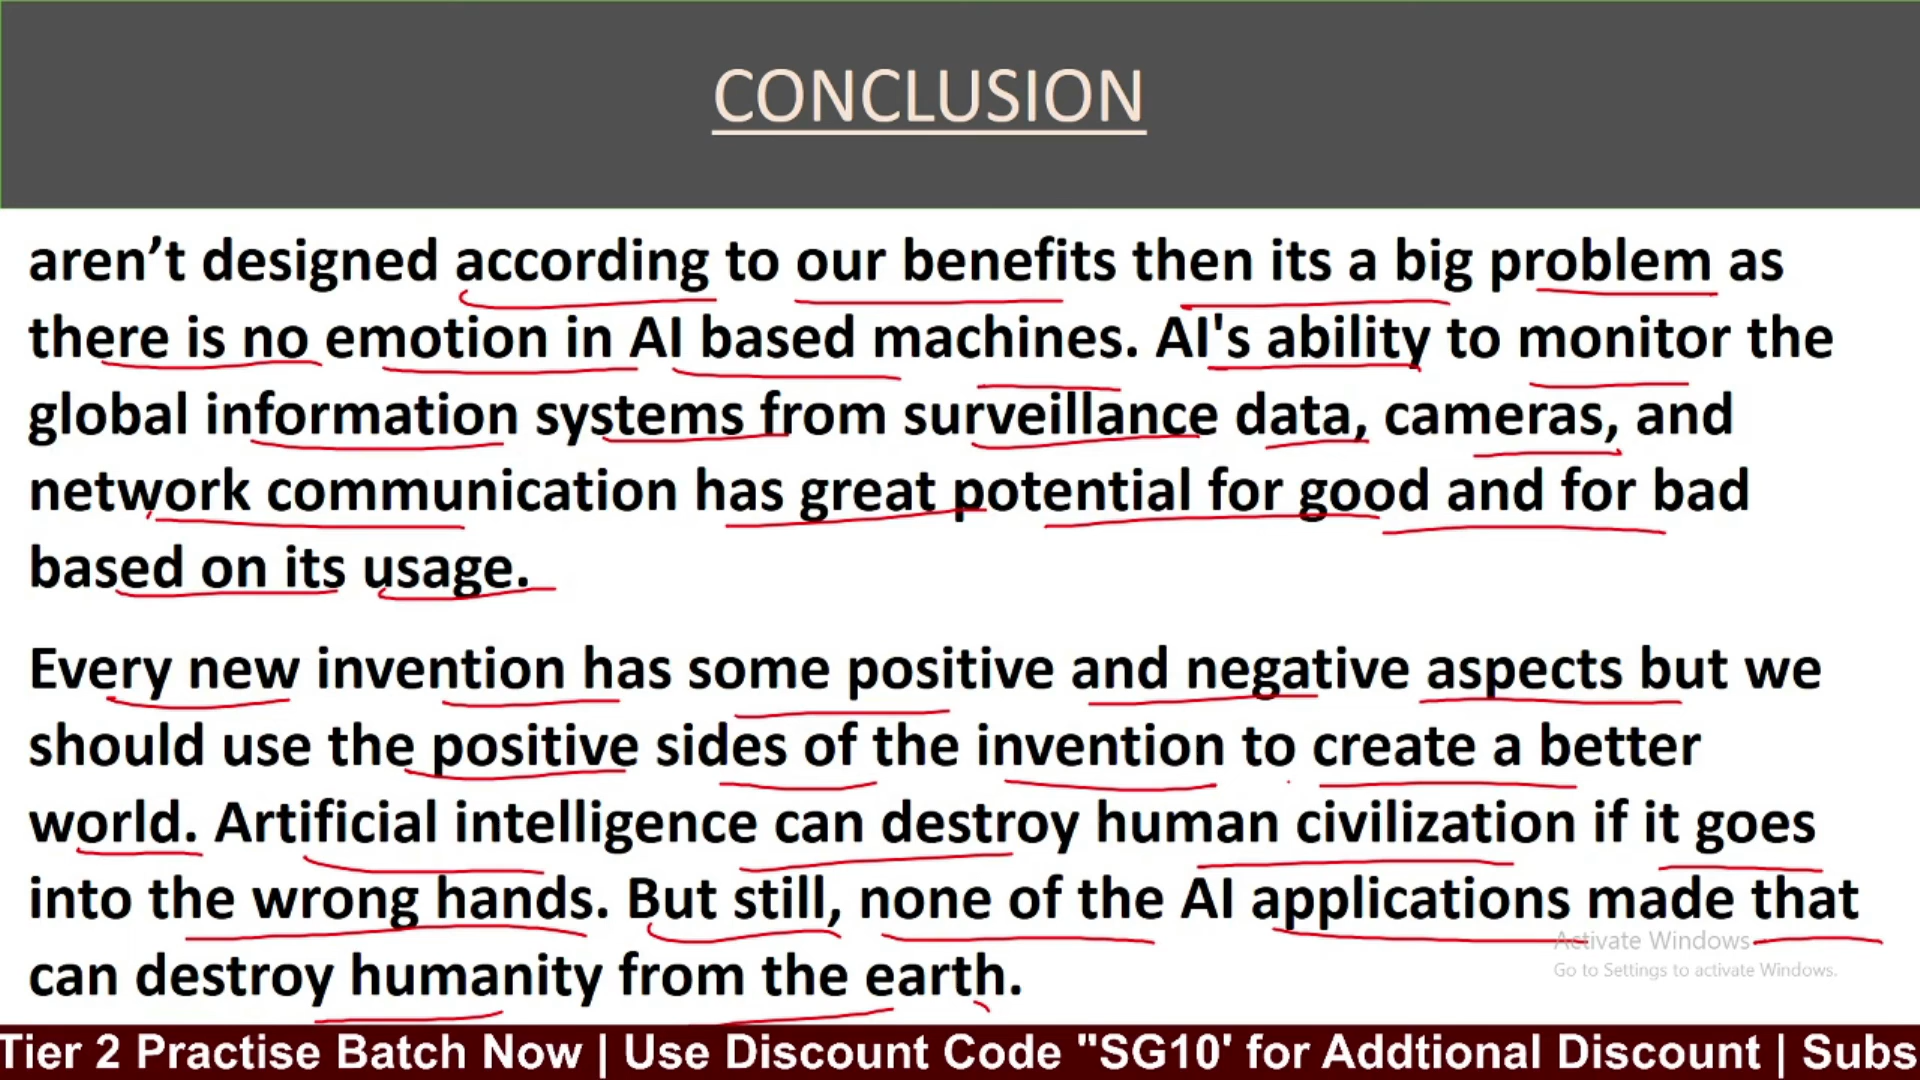 CONCLUSION
aren’t designed according to our benefits then its a big problem as
there is no emotion in AI based machines. AI's ability to monitor the
global information systems from surveillance data, cameras, and
network communication has great potential for good and for bad
based on its usage.
Every new invention has some positive and negative aspects but we
should use the positive sides of the invention to create a better
world. Artificial intelligence can destroy human civilization if it goes
into the wrong hands. But still, none of the AI applications made that
can destroy humanity from the earth.
Activate Windows
Go to Settings to activate Windows.
Tier 2 Practise Batch Now | Use Discount Code "SG10' for Addtional Discount | Subs